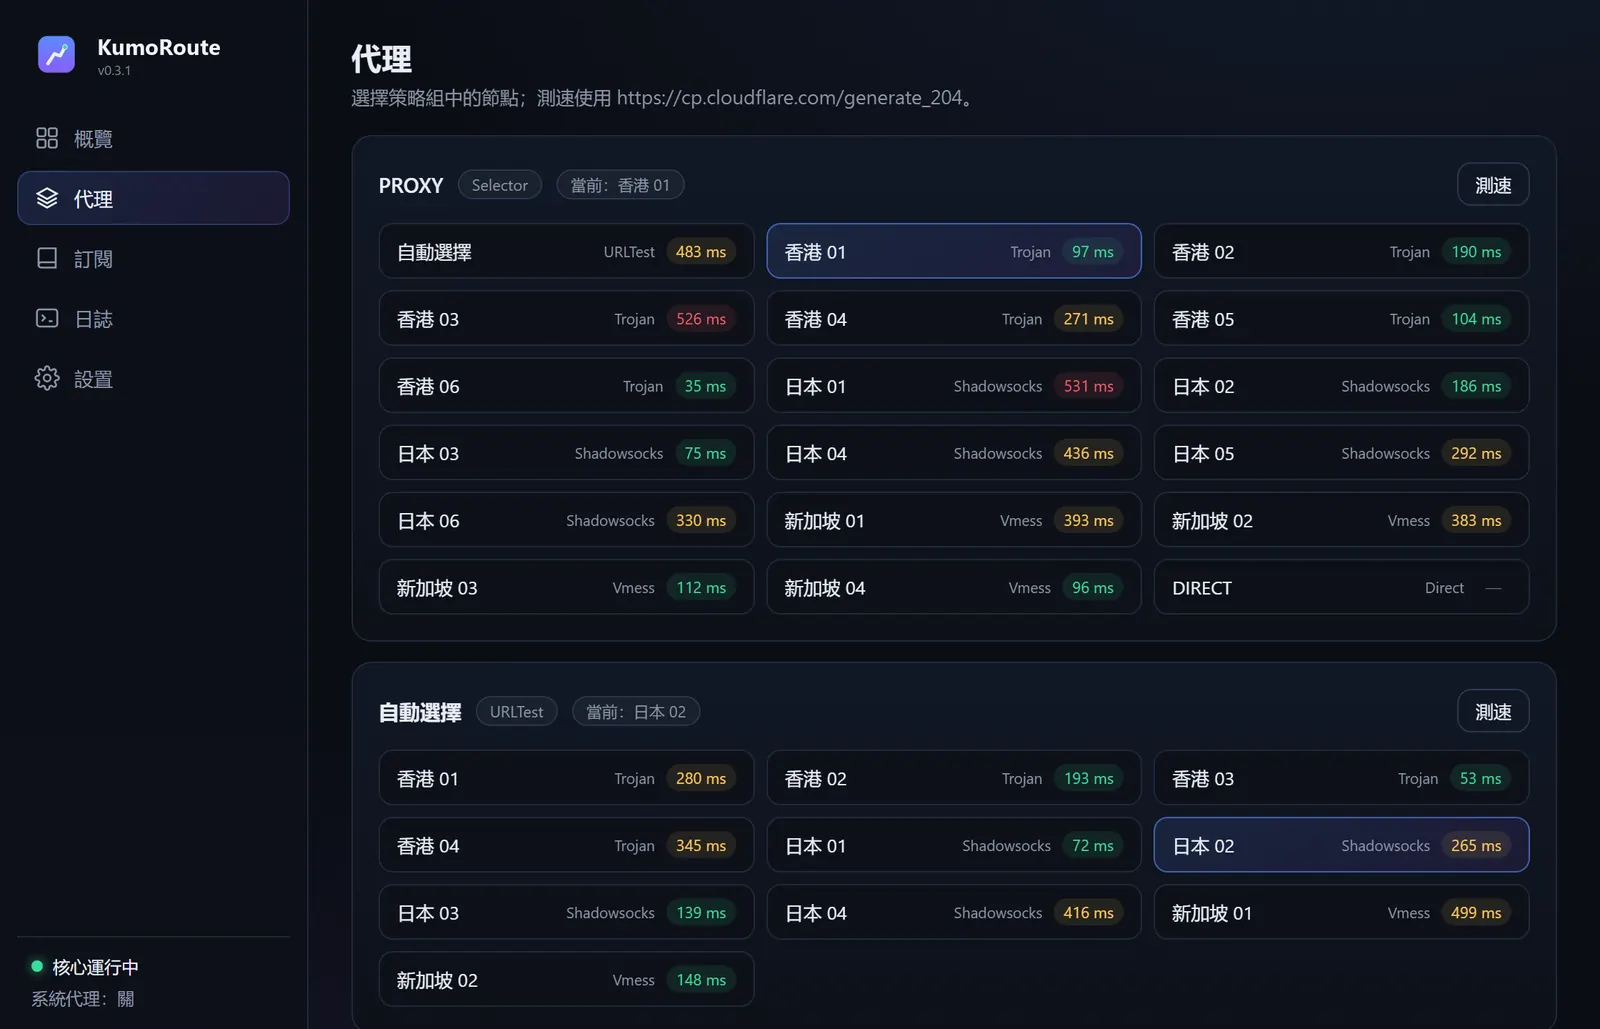 KumoRoute
v0.3.1
概覽
代理
訂閱
日誌
設置
核心運行中
系統代理：關
代理
選擇策略組中的節點；測速使用 https://cp.cloudflare.com/generate_204。
PROXY Selector 當前：香港 01 測速
自動選擇 URLTest 483 ms
香港 01 Trojan 97 ms
香港 02 Trojan 190 ms
香港 03 Trojan 526 ms
香港 04 Trojan 271 ms
香港 05 Trojan 104 ms
香港 06 Trojan 35 ms
日本 01 Shadowsocks 531 ms
日本 02 Shadowsocks 186 ms
日本 03 Shadowsocks 75 ms
日本 04 Shadowsocks 436 ms
日本 05 Shadowsocks 292 ms
日本 06 Shadowsocks 330 ms
新加坡 01 Vmess 393 ms
新加坡 02 Vmess 383 ms
新加坡 03 Vmess 112 ms
新加坡 04 Vmess 96 ms
DIRECT Direct —
自動選擇 URLTest 當前：日本 02 測速
香港 01 Trojan 280 ms
香港 02 Trojan 193 ms
香港 03 Trojan 53 ms
香港 04 Trojan 345 ms
日本 01 Shadowsocks 72 ms
日本 02 Shadowsocks 265 ms
日本 03 Shadowsocks 139 ms
日本 04 Shadowsocks 416 ms
新加坡 01 Vmess 499 ms
新加坡 02 Vmess 148 ms